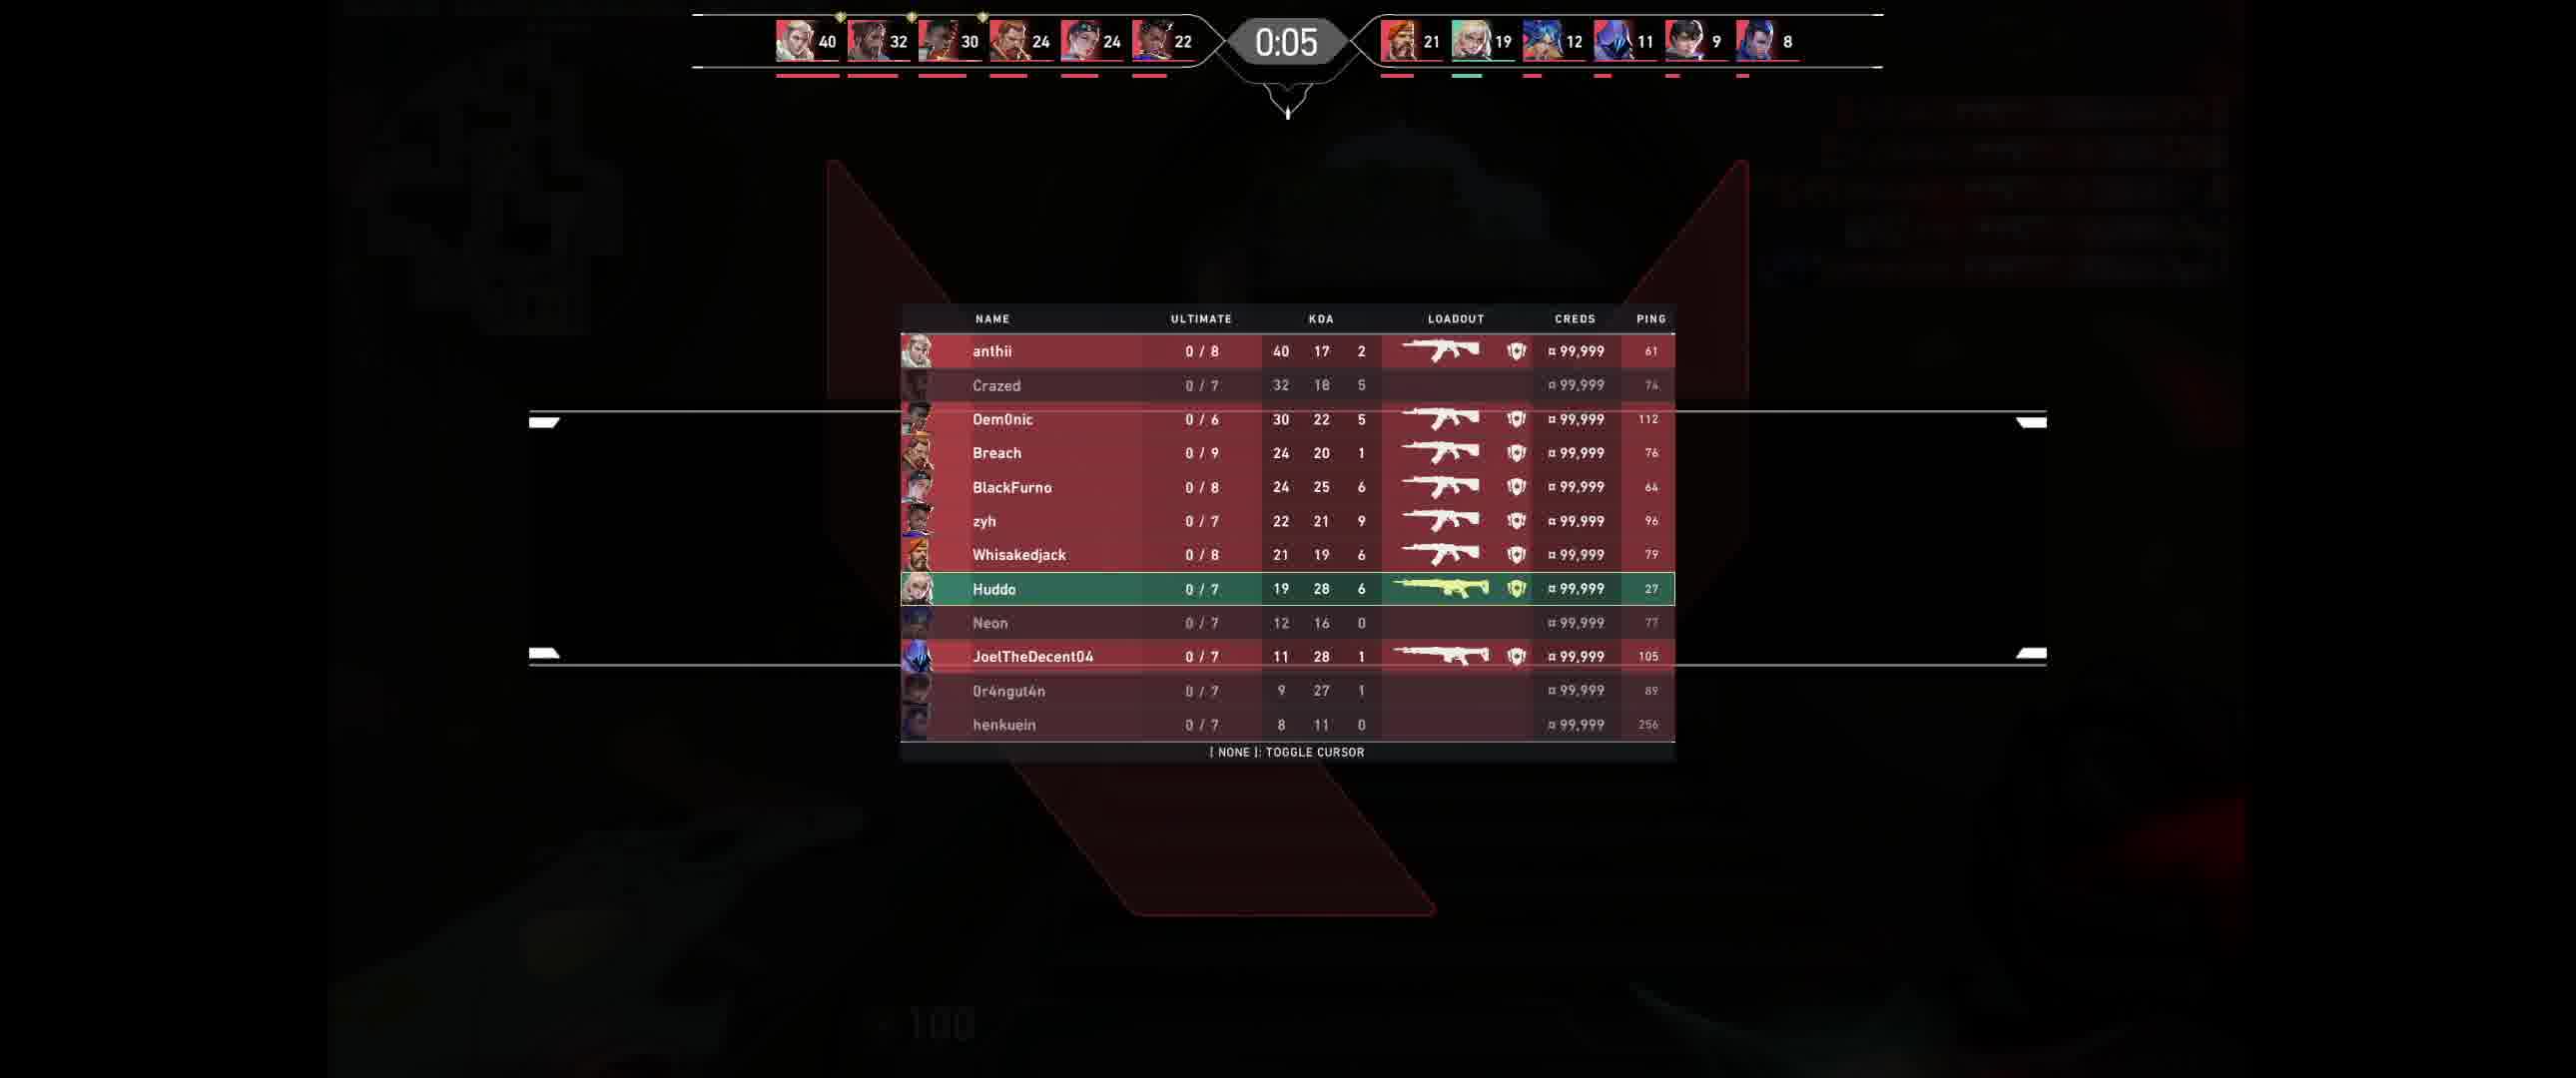 40 32 30 24 24 22 0:05 21 19 12 11 9 8
NAME ULTIMATE KDA LOADOUT CREDS PING
anthii 0 / 8 40 17 2 ¤ 99,999 61
Crazed 0 / 7 32 18 5 ¤ 99,999 74
Dem0nic 0 / 6 30 22 5 ¤ 99,999 112
Breach 0 / 9 24 20 1 ¤ 99,999 76
BlackFurno 0 / 8 24 25 6 ¤ 99,999 64
zyh 0 / 7 22 21 9 ¤ 99,999 96
Whisakedjack 0 / 8 21 19 6 ¤ 99,999 79
Huddo 0 / 7 19 28 6 ¤ 99,999 27
Neon 0 / 7 12 16 0 ¤ 99,999 77
JoelTheDecent04 0 / 7 11 28 1 ¤ 99,999 105
0r4ngut4n 0 / 7 9 27 1 ¤ 99,999 89
henkuein 0 / 7 8 11 0 ¤ 99,999 256
[ NONE ]: TOGGLE CURSOR
100